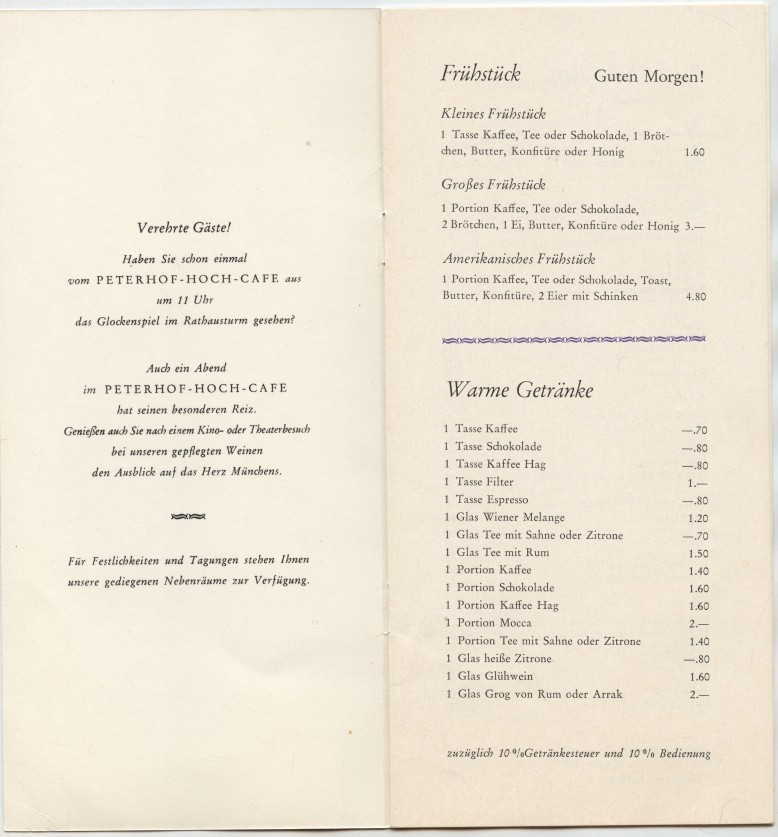 Verehrte Gäste!
Haben Sie schon einmal
vom PETERHOF-HOCH-CAFE aus
um 11 Uhr
das Glockenspiel im Rathausturm gesehen?
Auch ein Abend
im PETERHOF-HOCH-CAFE
hat seinen besonderen Reiz.
Genießen auch Sie nach einem Kino- oder Theaterbesuch
bei unseren gepflegten Weinen
den Ausblick auf das Herz Münchens.
Für Festlichkeiten und Tagungen stehen Ihnen
unsere gediegenen Nebenräume zur Verfügung.
Frühstück Guten Morgen!
Kleines Frühstück
1 Tasse Kaffee, Tee oder Schokolade, 1 Bröt-
chen, Butter, Konfitüre oder Honig 1.60
Großes Frühstück
1 Portion Kaffee, Tee oder Schokolade,
2 Brötchen, 1 Ei, Butter, Konfitüre oder Honig 3.—
Amerikanisches Frühstück
1 Portion Kaffee, Tee oder Schokolade, Toast,
Butter, Konfitüre, 2 Eier mit Schinken 4.80
Warme Getränke
1 Tasse Kaffee —.70
1 Tasse Schokolade —.80
1 Tasse Kaffee Hag —.80
1 Tasse Filter 1.—
1 Tasse Espresso —.80
1 Glas Wiener Melange 1.20
1 Glas Tee mit Sahne oder Zitrone —.70
1 Glas Tee mit Rum 1.50
1 Portion Kaffee 1.40
1 Portion Schokolade 1.60
1 Portion Kaffee Hag 1.60
1 Portion Mocca 2.—
1 Portion Tee mit Sahne oder Zitrone 1.40
1 Glas heiße Zitrone —.80
1 Glas Glühwein 1.60
1 Glas Grog von Rum oder Arrak 2.—
zuzüglich 10 % Getränkesteuer und 10 % Bedienung